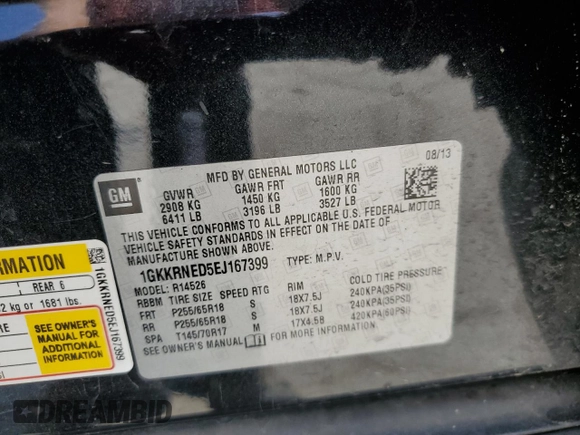 MFD BY GENERAL MOTORS LLC 08/13
GM
GVWR GAWR FRT GAWR RR
2908 KG 1450 KG 1600 KG
6411 LB 3196 LB 3527 LB
THIS VEHICLE CONFORMS TO ALL APPLICABLE U.S. FEDERAL MOTOR
VEHICLE SAFETY STANDARDS IN EFFECT ON THE DATE OF
MANUFACTURE SHOWN ABOVE.
1GKKRNED5EJ167399 TYPE: M.P.V.
MODEL: R14526
RBBM TIRE SIZE SPEED RTG RIM COLD TIRE PRESSURE
FRT P255/65R18 S 18X7.5J 240KPA(35PSI)
RR P255/65R18 S 18X7.5J 240KPA(35PSI)
SPA T145/70R17 M 17X4.5B 420KPA(60PSI)
SEE OWNER'S MANUAL FOR MORE INFORMATION.
RMATION
1 REAR 6
2 kg or 1681 lbs.
RE
SEE OWNER'S
MANUAL FOR
ADDITIONAL
INFORMATION
1GKKRNED5EJ167399
DREAMBID